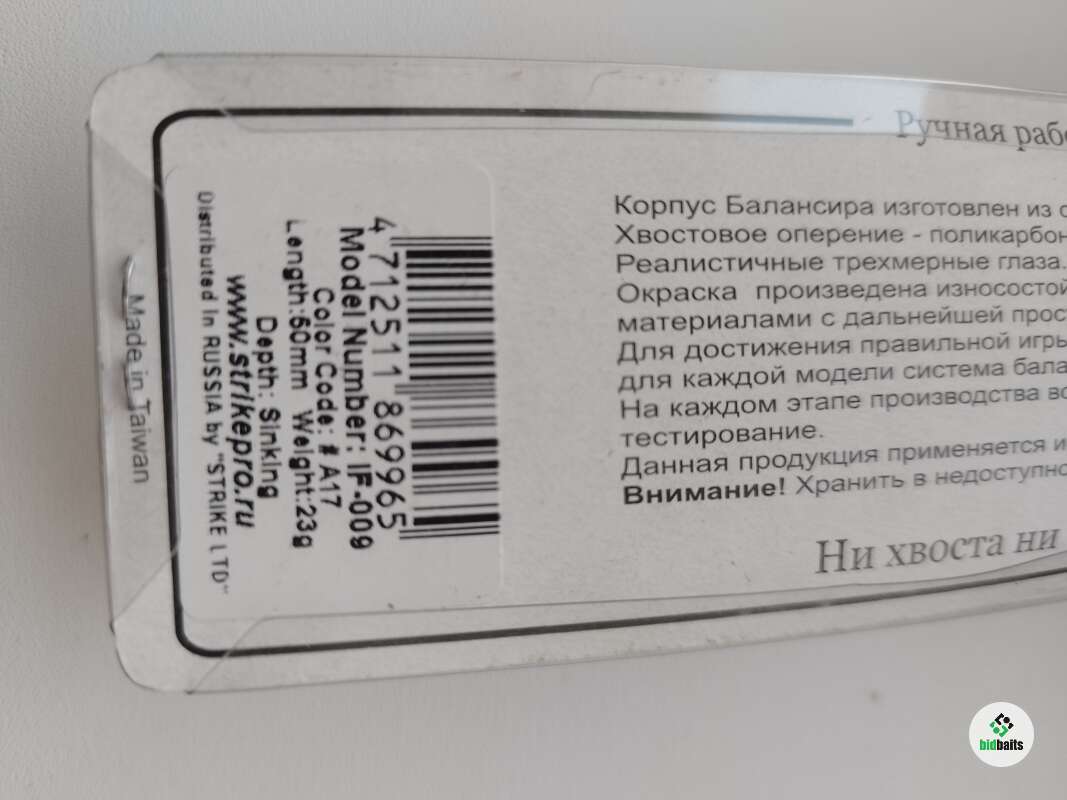 Ручная рабо
Корпус Балансира изготовлен из с
Хвостовое оперение - поликарбон
Реалистичные трехмерные глаза.
Окраска произведена износостой
материалами с дальнейшей прос
Для достижения правильной игры
для каждой модели система бала
На каждом этапе производства вс
тестирование.
Данная продукция применяется и
Внимание! Хранить в недоступно
Ни хвоста ни
4 712511 869965
Model Number: IF-009
Color Code: # A17
Length:50mm Weight:23g
Depth: Sinking
www.strikepro.ru
Distributed in RUSSIA by "STRIKE LTD"
Made in Taiwan
bidbaits